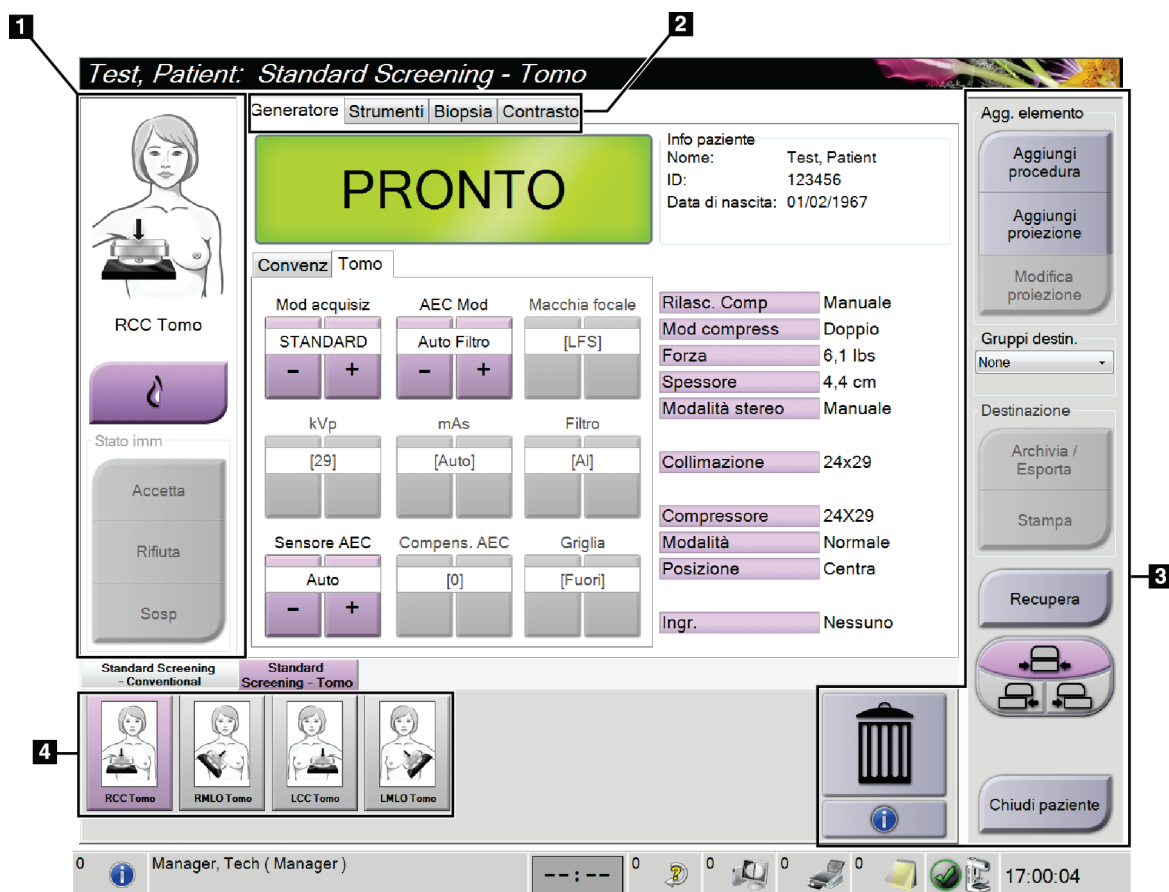 1
2
Test, Patient: Standard Screening - Tomo
Generatore Strumenti Biopsia Contrasto
RCC Tomo
Stato imm
Accetta
Rifiuta
Sosp
PRONTO
Info paziente
Nome: Test, Patient
ID: 123456
Data di nascita: 01/02/1967
Convenz Tomo
Mod acquisiz AEC Mod Macchia focale
STANDARD Auto Filtro [LFS]
- + - +
kVp mAs Filtro
[29] [Auto] [Al]
Sensore AEC Compens. AEC Griglia
Auto [0] [Fuori]
- +
Rilasc. Comp Manuale
Mod compress Doppio
Forza 6,1 lbs
Spessore 4,4 cm
Modalità stereo Manuale
Collimazione 24x29
Compressore 24X29
Modalità Normale
Posizione Centra
Ingr. Nessuno
Agg. elemento
Aggiungi
procedura
Aggiungi
proiezione
Modifica
proiezione
Gruppi destin.
None
Destinazione
Archivia /
Esporta
Stampa
3
Recupera
Chiudi paziente
Standard Screening
- Conventional
Standard
Screening - Tomo
4
RCC Tomo RMLO Tomo LCC Tomo LMLO Tomo
0 Manager, Tech ( Manager ) --:-- 0 0 0 0 17:00:04